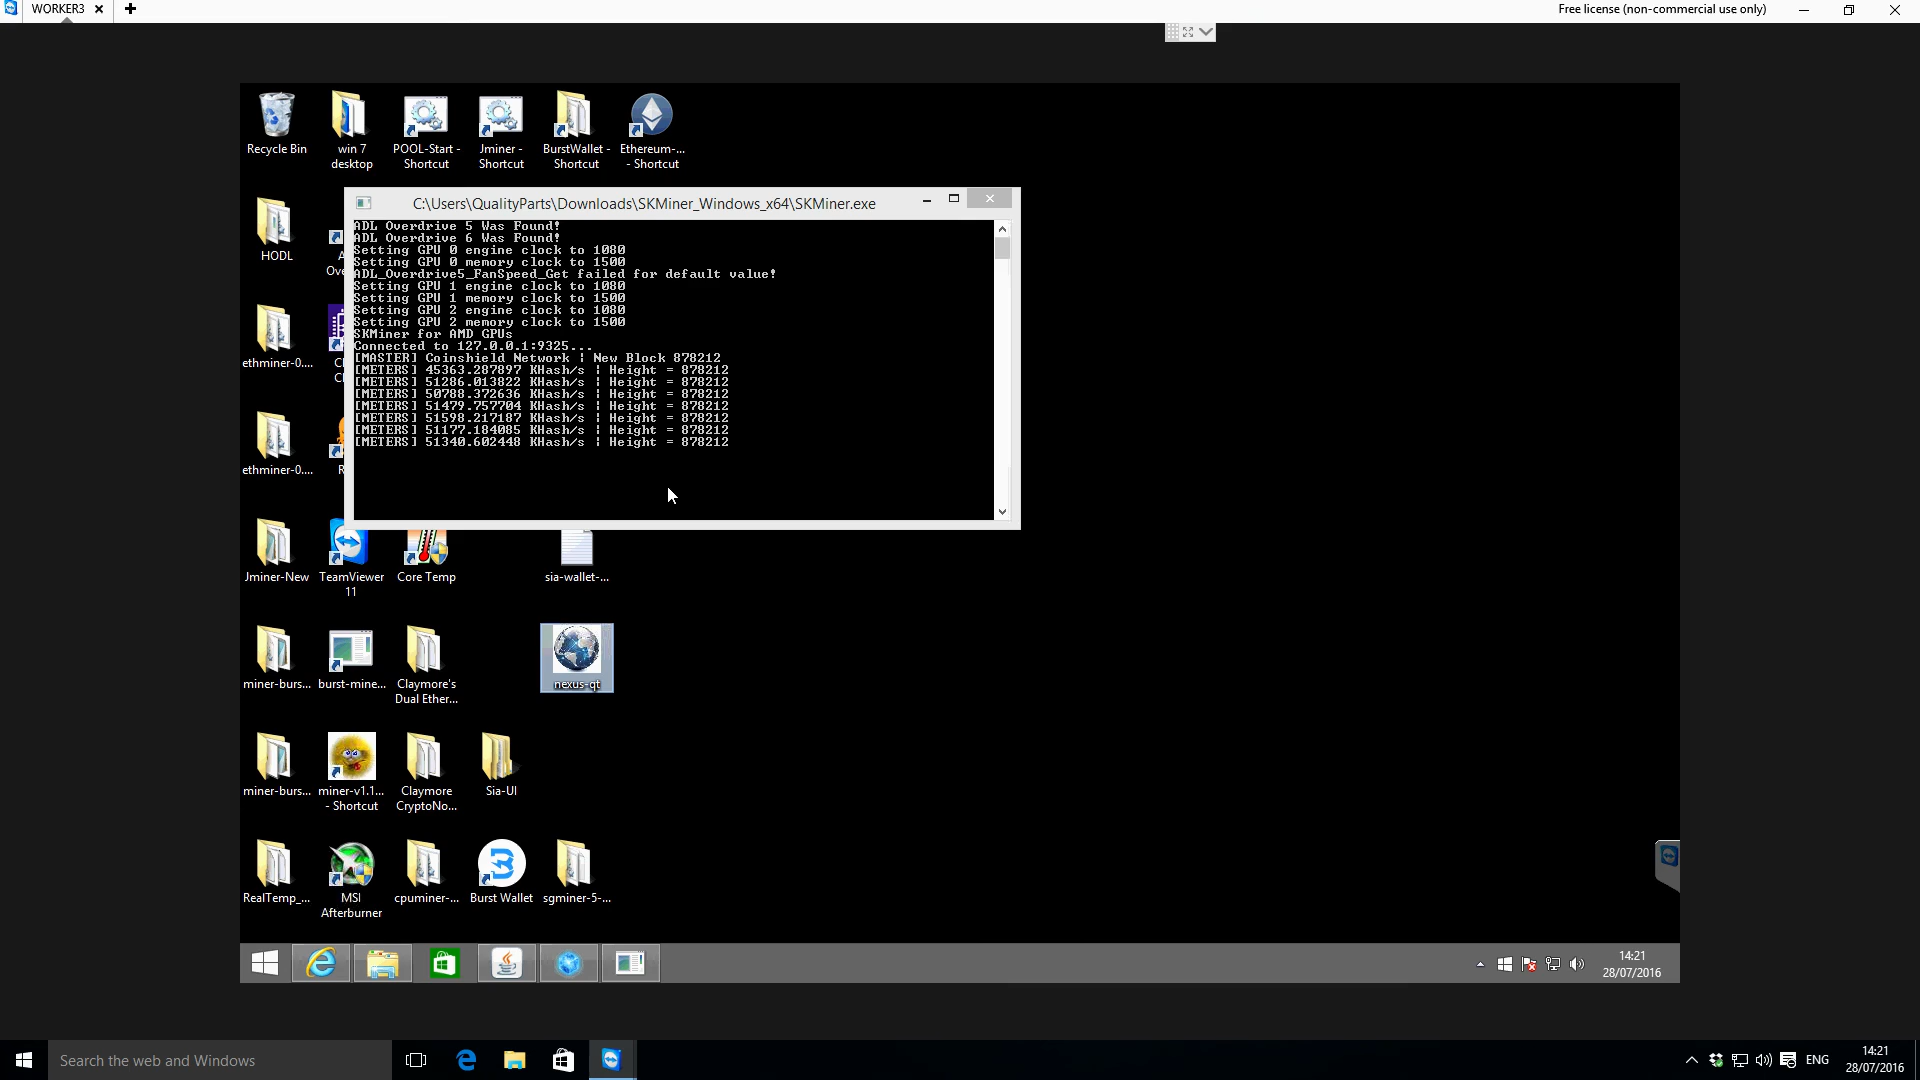 WORKER3
Free license (non-commercial use only)
Recycle Bin
win 7
desktop
POOL-Start -
Shortcut
Jminer -
Shortcut
BurstWallet -
Shortcut
Ethereum-...
- Shortcut
C:\Users\QualityParts\Downloads\SKMiner_Windows_x64\SKMiner.exe
ADL Overdrive 5 Was Found!
ADL Overdrive 6 Was Found!
Setting GPU 0 engine clock to 1080
Setting GPU 0 memory clock to 1500
ADL_Overdrive5_FanSpeed_Get failed for default value!
Setting GPU 1 engine clock to 1080
Setting GPU 1 memory clock to 1500
Setting GPU 2 engine clock to 1080
Setting GPU 2 memory clock to 1500
SKMiner for AMD GPUs
Connected to 127.0.0.1:9325...
[MASTER] Coinshield Network | New Block 878212
[METERS] 45363.287897 KHash/s | Height = 878212
[METERS] 51286.013822 KHash/s | Height = 878212
[METERS] 50788.372636 KHash/s | Height = 878212
[METERS] 51479.757704 KHash/s | Height = 878212
[METERS] 51598.217187 KHash/s | Height = 878212
[METERS] 51177.184085 KHash/s | Height = 878212
[METERS] 51340.602448 KHash/s | Height = 878212
HODL
A
Ove
ethminer-0....
Cl
C
ethminer-0....
R
Jminer-New
TeamViewer
11
Core Temp
sia-wallet-...
miner-burs...
burst-mine...
Claymore's
Dual Ether...
nexus-qt
miner-burs...
miner-v1.1...
- Shortcut
Claymore
CryptoNo...
Sia-UI
RealTemp_...
MSI
Afterburner
cpuminer-...
Burst Wallet
sgminer-5-...
14:21
28/07/2016
Search the web and Windows
ENG
14:21
28/07/2016